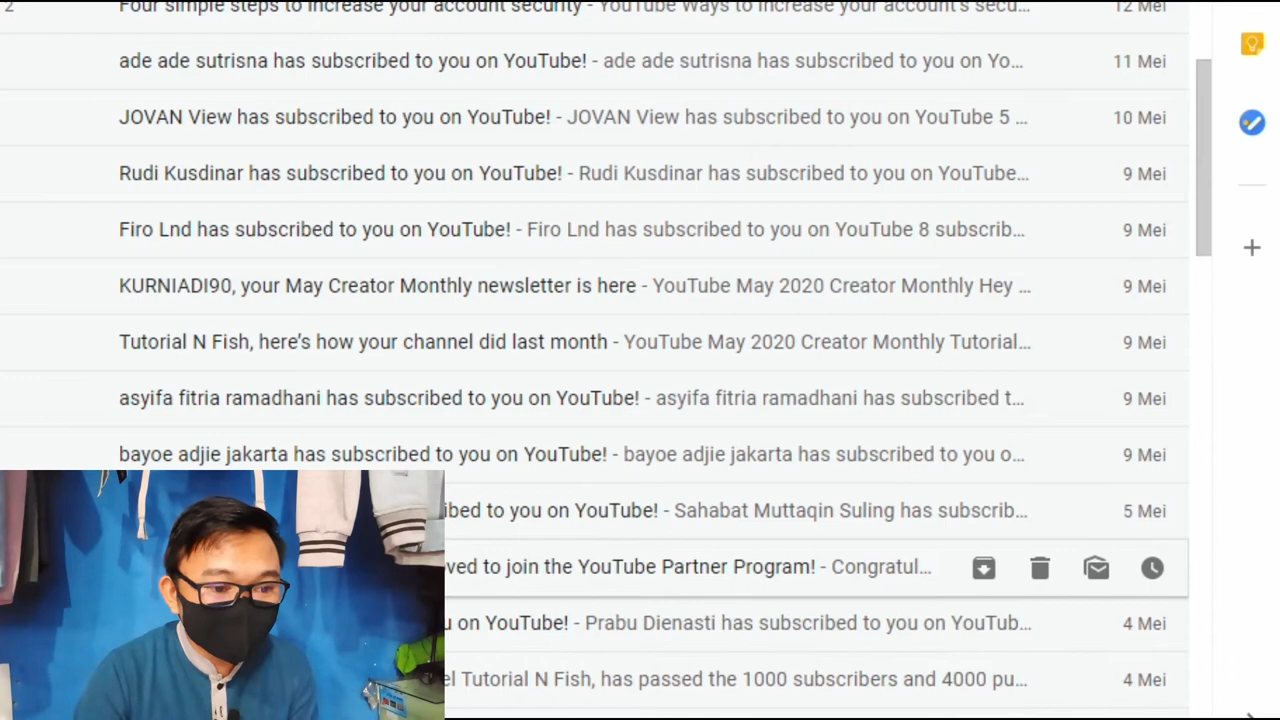 2 Four simple steps to increase your account security - YouTube Ways to increase your account's secu... 12 Mei
ade ade sutrisna has subscribed to you on YouTube! - ade ade sutrisna has subscribed to you on Yo... 11 Mei
JOVAN View has subscribed to you on YouTube! - JOVAN View has subscribed to you on YouTube 5 ... 10 Mei
Rudi Kusdinar has subscribed to you on YouTube! - Rudi Kusdinar has subscribed to you on YouTube... 9 Mei
Firo Lnd has subscribed to you on YouTube! - Firo Lnd has subscribed to you on YouTube 8 subscrib... 9 Mei
KURNIADI90, your May Creator Monthly newsletter is here - YouTube May 2020 Creator Monthly Hey ... 9 Mei
Tutorial N Fish, here's how your channel did last month - YouTube May 2020 Creator Monthly Tutorial... 9 Mei
asyifa fitria ramadhani has subscribed to you on YouTube! - asyifa fitria ramadhani has subscribed t... 9 Mei
bayoe adjie jakarta has subscribed to you on YouTube! - bayoe adjie jakarta has subscribed to you o... 9 Mei
ibed to you on YouTube! - Sahabat Muttaqin Suling has subscrib... 5 Mei
ved to join the YouTube Partner Program! - Congratul...
u on YouTube! - Prabu Dienasti has subscribed to you on YouTub... 4 Mei
el Tutorial N Fish, has passed the 1000 subscribers and 4000 pu... 4 Mei